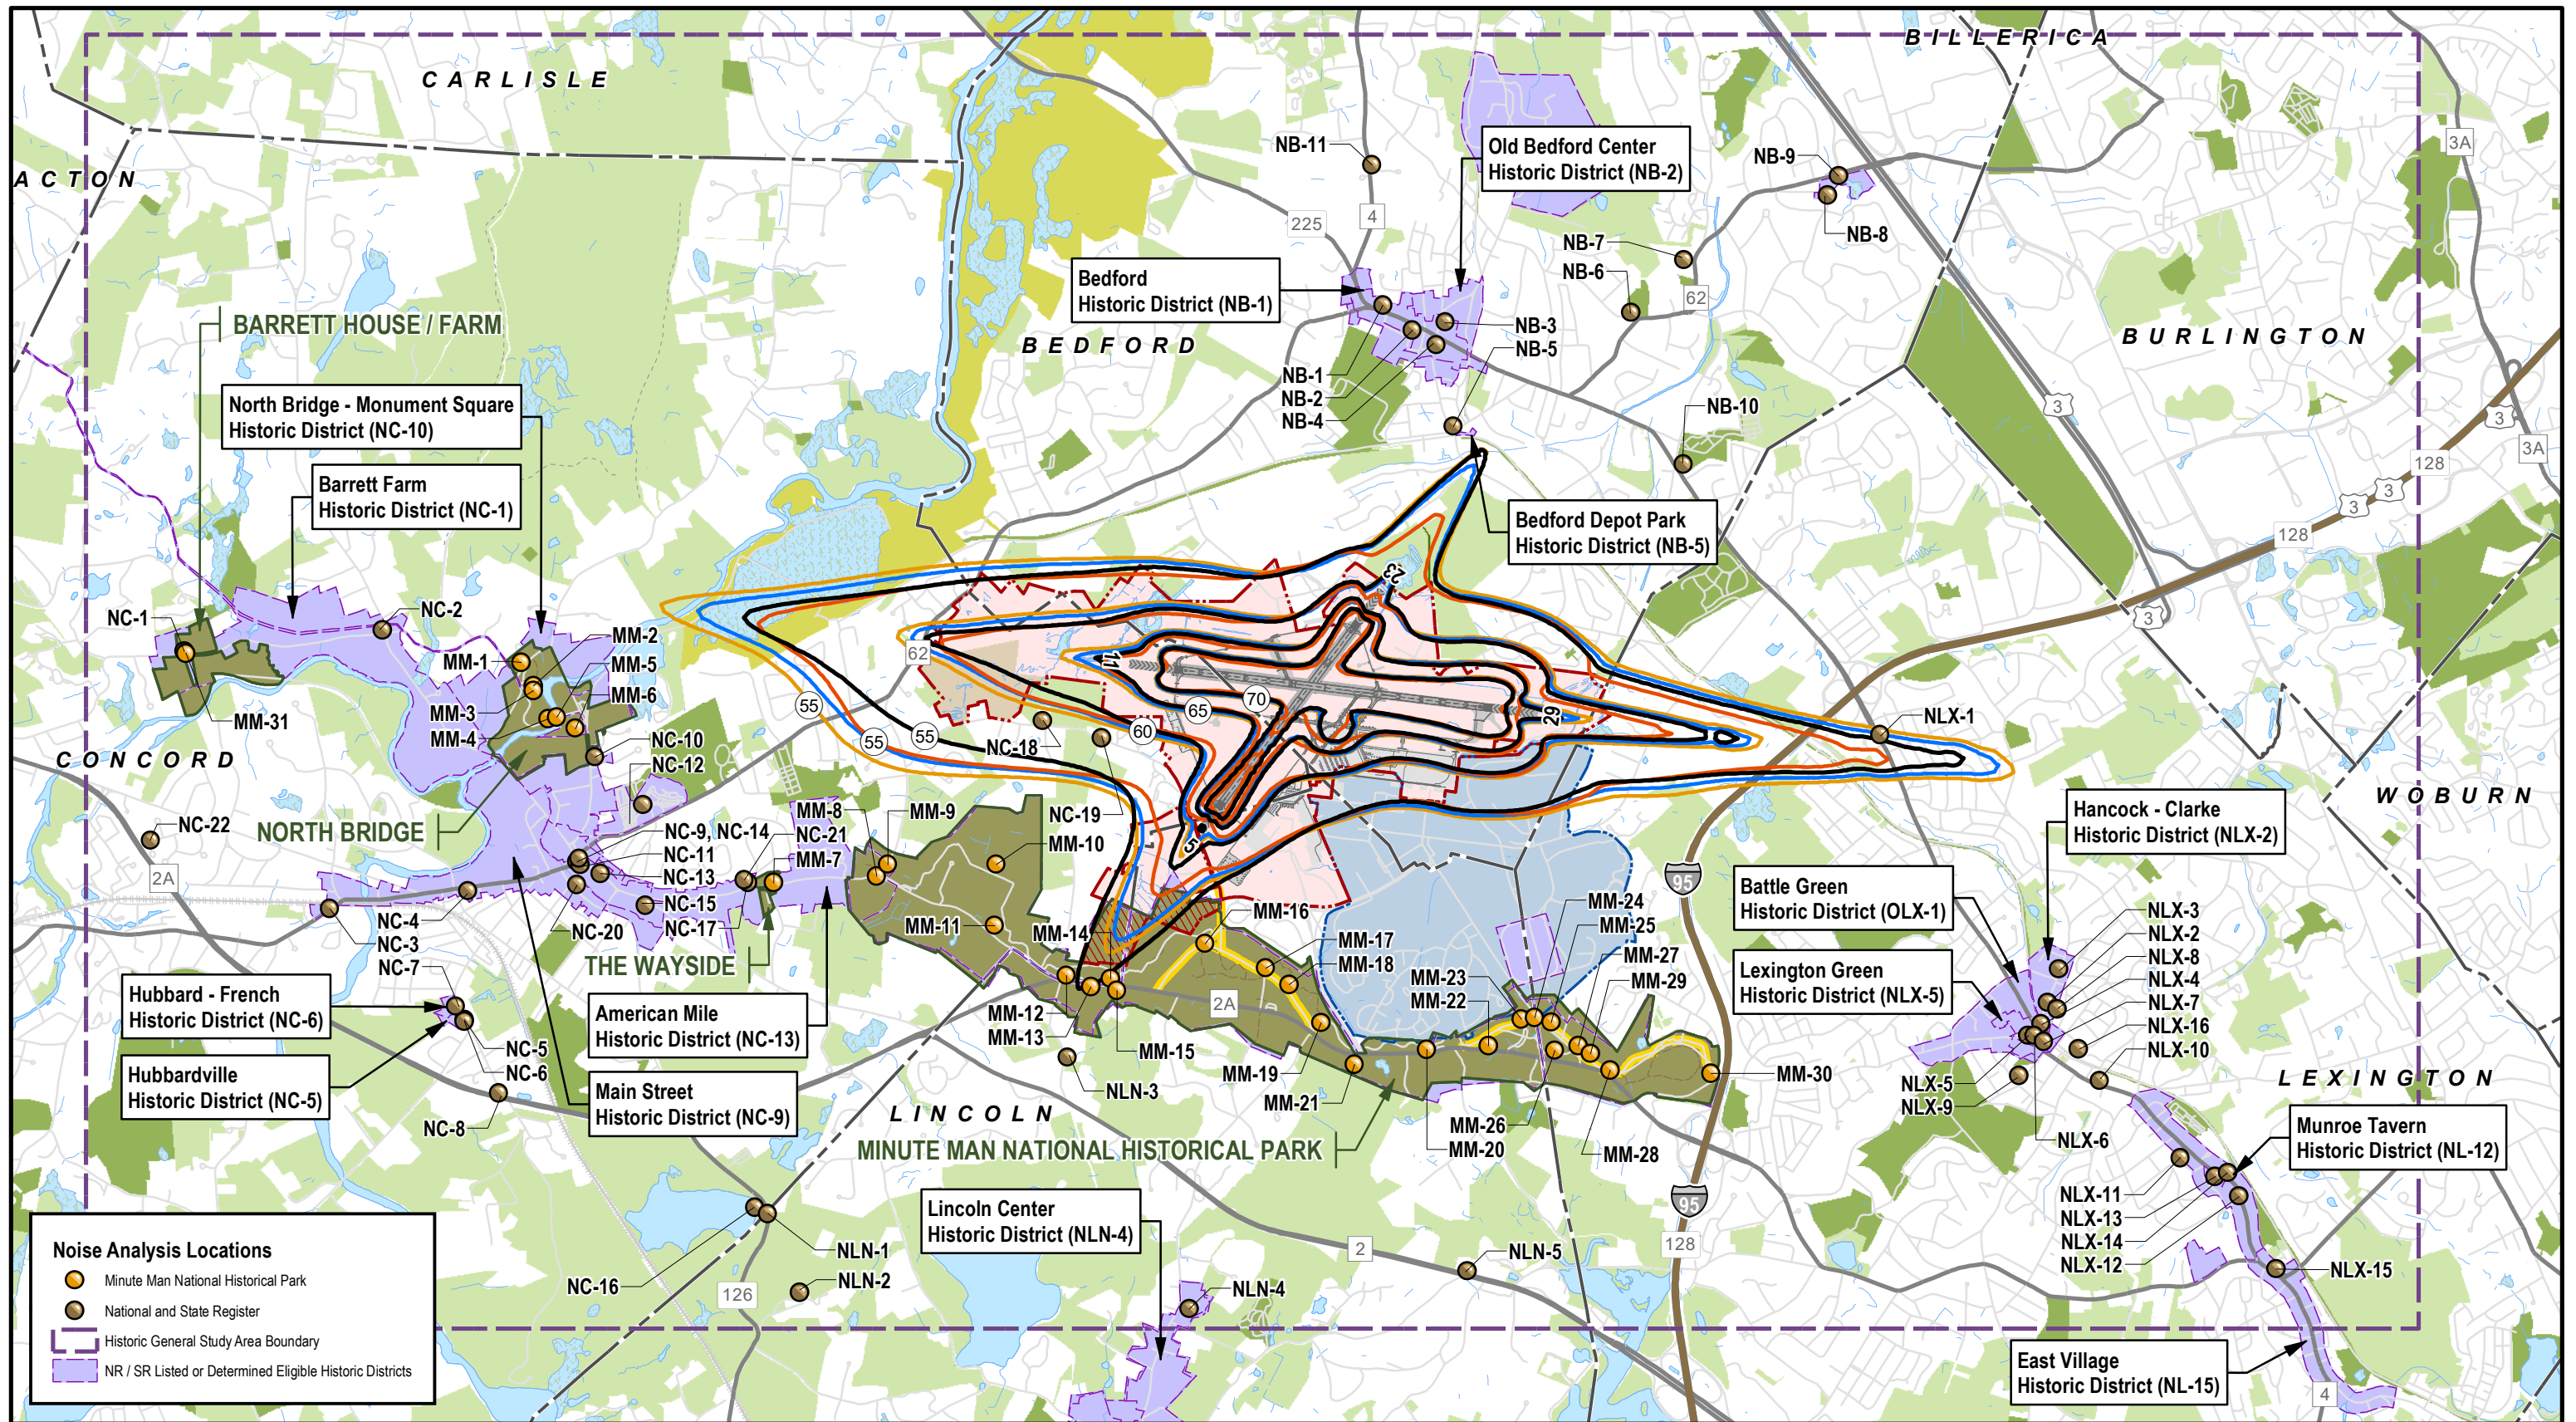 CARLISLE
BILLERICA
ACTON
3A
NB-11
Old Bedford Center
Historic District (NB-2)
NB-9
NB-8
4
225
NB-7
NB-6
62
Bedford
Historic District (NB-1)
BEDFORD
NB-3
NB-5
NB-1
NB-2
NB-4
BURLINGTON
BARRETT HOUSE / FARM
North Bridge - Monument Square
Historic District (NC-10)
Barrett Farm
Historic District (NC-1)
NB-10
3
3
3A
128
3
3
128
3
Bedford Depot Park
Historic District (NB-5)
NC-1
NC-2
MM-2
MM-1
MM-5
MM-6
MM-3
MM-4
MM-31
CONCORD
NC-10
NC-12
62
23
11
29
5
70
65
60
55
55
55
NC-18
NC-19
NLX-1
WOBURN
NC-22
2A
NORTH BRIDGE
MM-8
MM-9
MM-10
NC-9, NC-14
NC-21
NC-11
MM-7
NC-13
NC-4
NC-3
NC-7
NC-15
NC-20
NC-17
MM-11
MM-14
MM-16
MM-17
MM-18
THE WAYSIDE
95
MM-24
MM-25
MM-23
MM-27
MM-22
MM-29
Hancock - Clarke
Historic District (NLX-2)
Battle Green
Historic District (OLX-1)
Lexington Green
Historic District (NLX-5)
NLX-3
NLX-2
NLX-8
NLX-4
NLX-7
NLX-16
NLX-10
NLX-5
NLX-9
NLX-6
LEXINGTON
Hubbard - French
Historic District (NC-6)
Hubbardville
Historic District (NC-5)
NC-5
NC-6
NC-8
American Mile
Historic District (NC-13)
Main Street
Historic District (NC-9)
MM-12
MM-13
MM-15
2A
NLN-3
MM-19
MM-21
MM-26
MM-20
MM-28
MM-30
LINCOLN
MINUTE MAN NATIONAL HISTORICAL PARK
Munroe Tavern
Historic District (NL-12)
NLX-11
NLX-13
NLX-14
NLX-12
NLX-15
95
128
Lincoln Center
Historic District (NLN-4)
NLN-1
NLN-2
NC-16
126
NLN-4
2
NLN-5
East Village
Historic District (NL-15)
4
Noise Analysis Locations
Minute Man National Historical Park
National and State Register
Historic General Study Area Boundary
NR / SR Listed or Determined Eligible Historic Districts